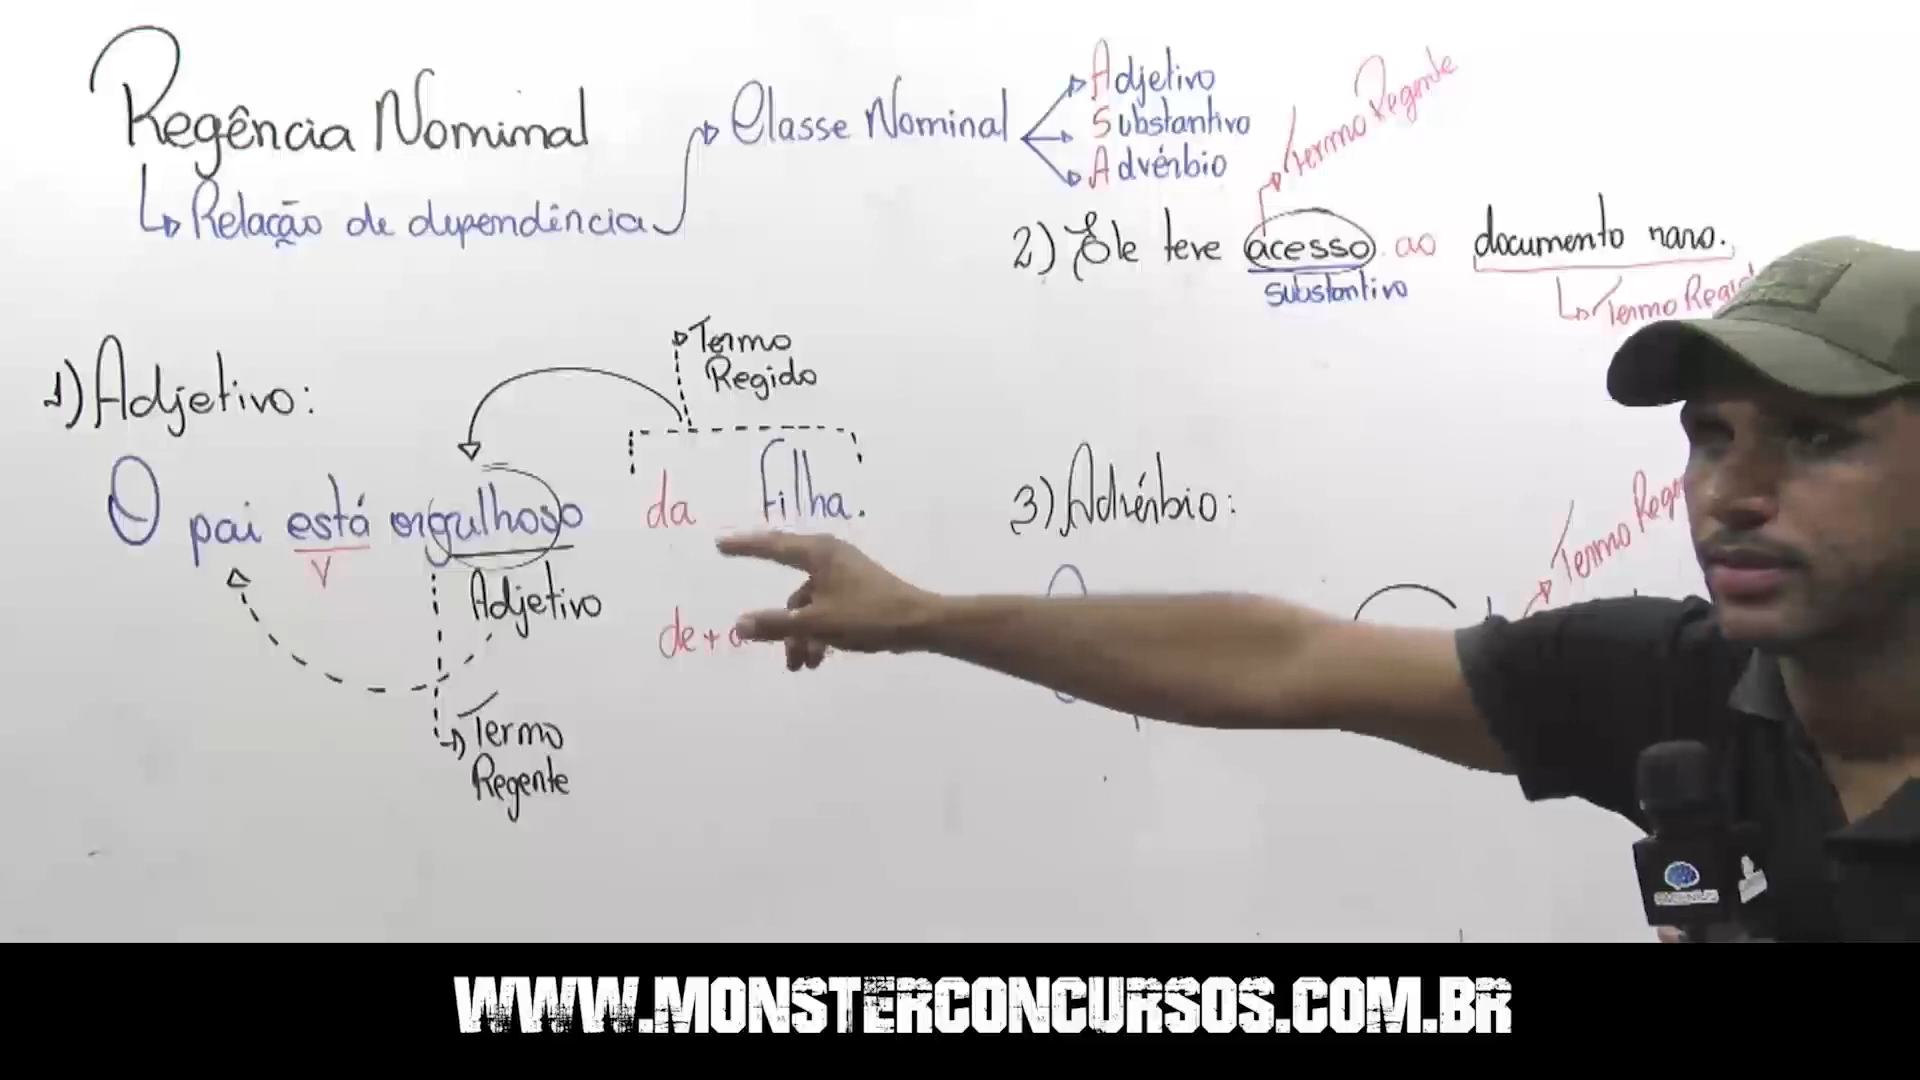 Regência Nominal
Relação de dependência
Classe Nominal
Adjetivo
Substantivo
Advérbio
Termo Regente
2) Ele teve acesso ao documento raro.
substantivo
Termo
1) Adjetivo:
Termo
Regido
O pai está orgulhoso da filha.
V
Adjetivo
de +
Termo
Regente
3) Advérbio:
Termo
WWW.MONSTERCONCURSOS.COM.BR